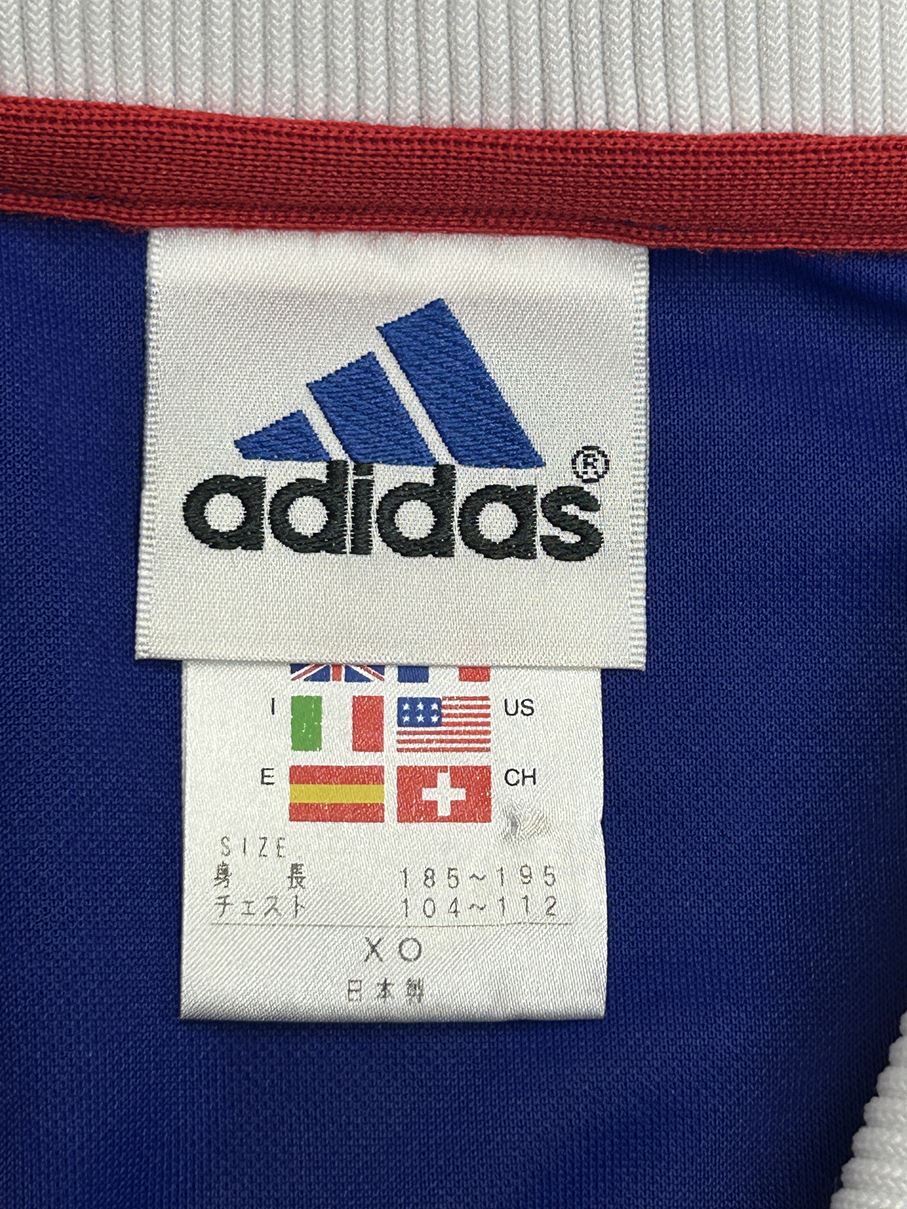 adidas®
I US
E CH
SIZE
身長 185~195
チェスト 104~112
XO
日本製